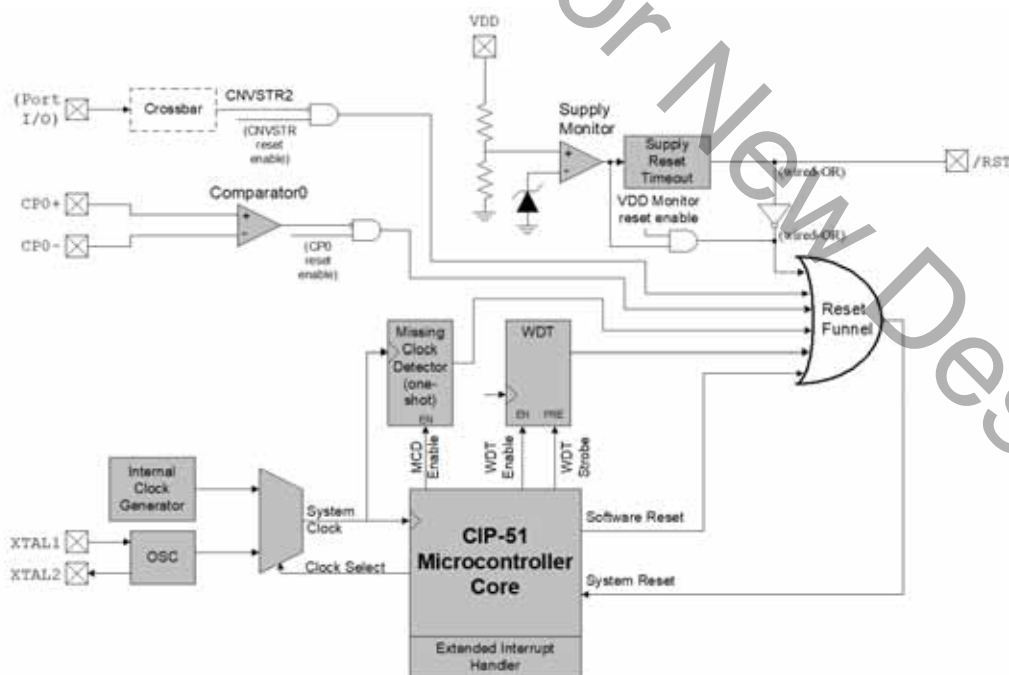 or New Des
VDD
(Port
I/O)
Crossbar
CNVSTR2
(CNVSTR
reset
enable)
Supply
Monitor
+
-
Supply
Reset
Timeout
(wired-OR)
/RST
VDD Monitor
reset enable
(wired-OR)
CP0+
CP0-
Comparator0
+
-
(CP0
reset
enable)
Reset
Funnel
Missing
Clock
Detector
(one-
shot)
EN
WDT
EN
PRE
MCD
Enable
WDT
Enable
WDT
Strobe
Internal
Clock
Generator
System
Clock
XTAL1
XTAL2
OSC
Clock Select
CIP-51
Microcontroller
Core
Software Reset
System Reset
Extended Interrupt
Handler